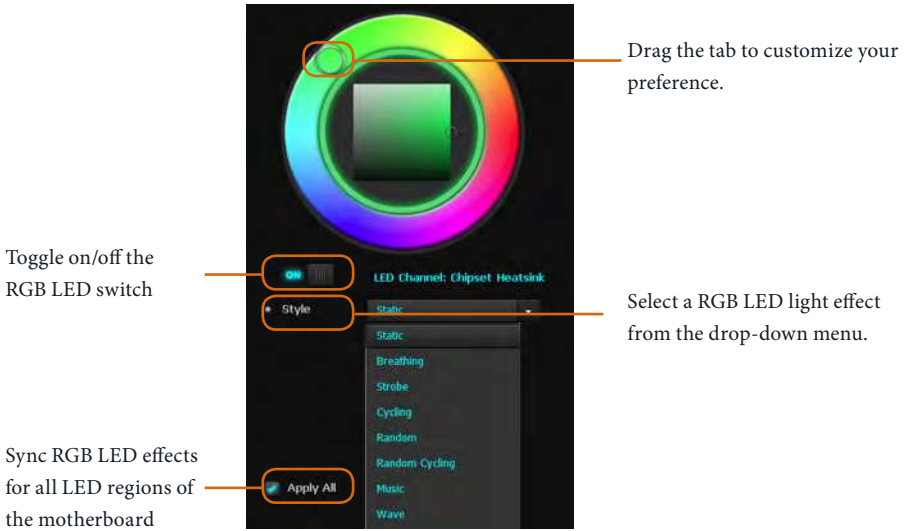 Drag the tab to customize your
preference.
Toggle on/off the
RGB LED switch
ON
LED Channel: Chipset Heatsink
Style
Static
Select a RGB LED light effect
from the drop-down menu.
Static
Breathing
Strobe
Cycling
Random
Random Cycling
Music
Wave
Sync RGB LED effects
for all LED regions of
the motherboard
Apply All